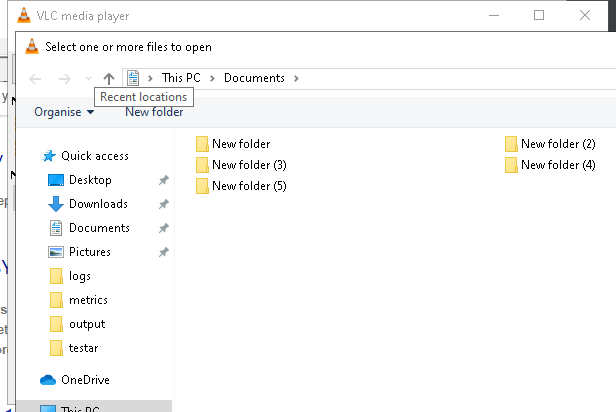 VLC media player
Select one or more files to open
This PC > Documents >
Recent locations
Organise
New folder
Quick access
Desktop
Downloads
Documents
Pictures
logs
metrics
output
testar
OneDrive
This PC
New folder
New folder (2)
New folder (3)
New folder (4)
New folder (5)